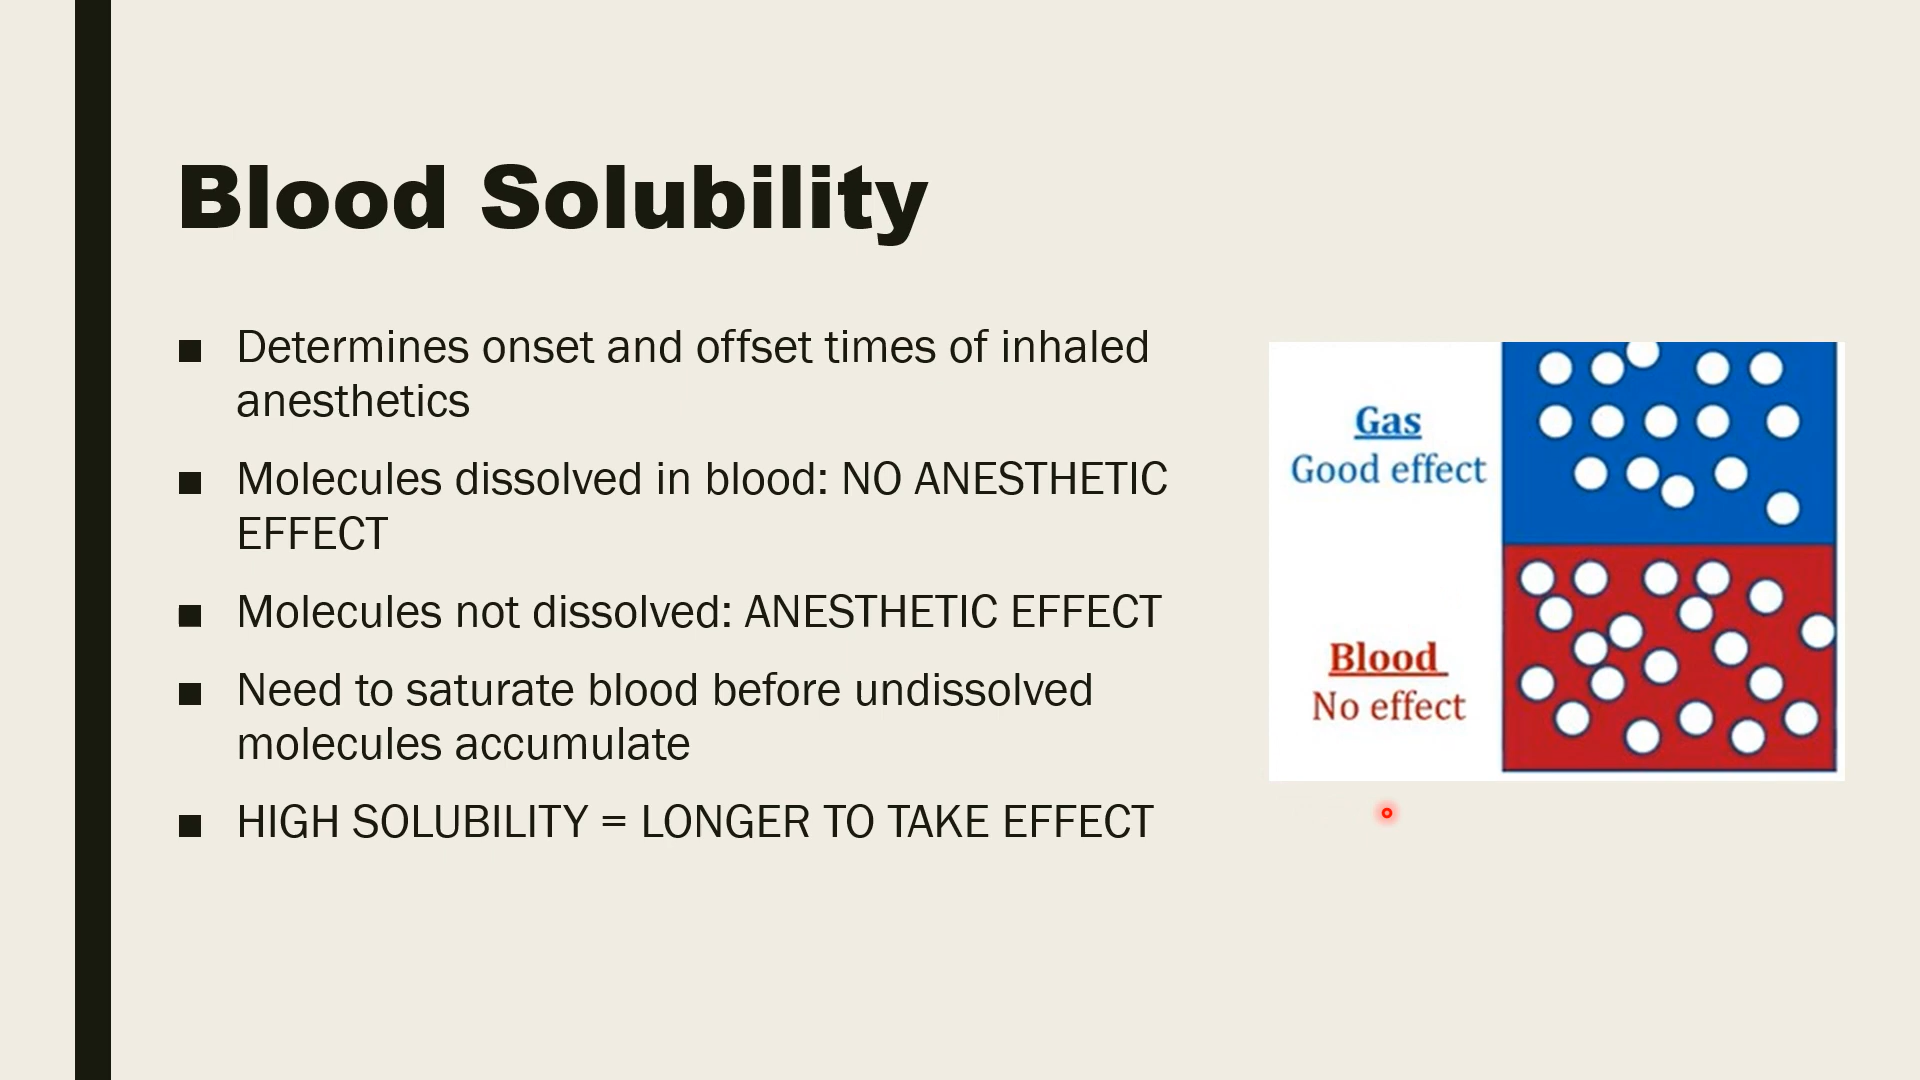 Blood Solubility
■ Determines onset and offset times of inhaled
anesthetics
■ Molecules dissolved in blood: NO ANESTHETIC
EFFECT
■ Molecules not dissolved: ANESTHETIC EFFECT
■ Need to saturate blood before undissolved
molecules accumulate
■ HIGH SOLUBILITY = LONGER TO TAKE EFFECT
Gas
Good effect
Blood
No effect